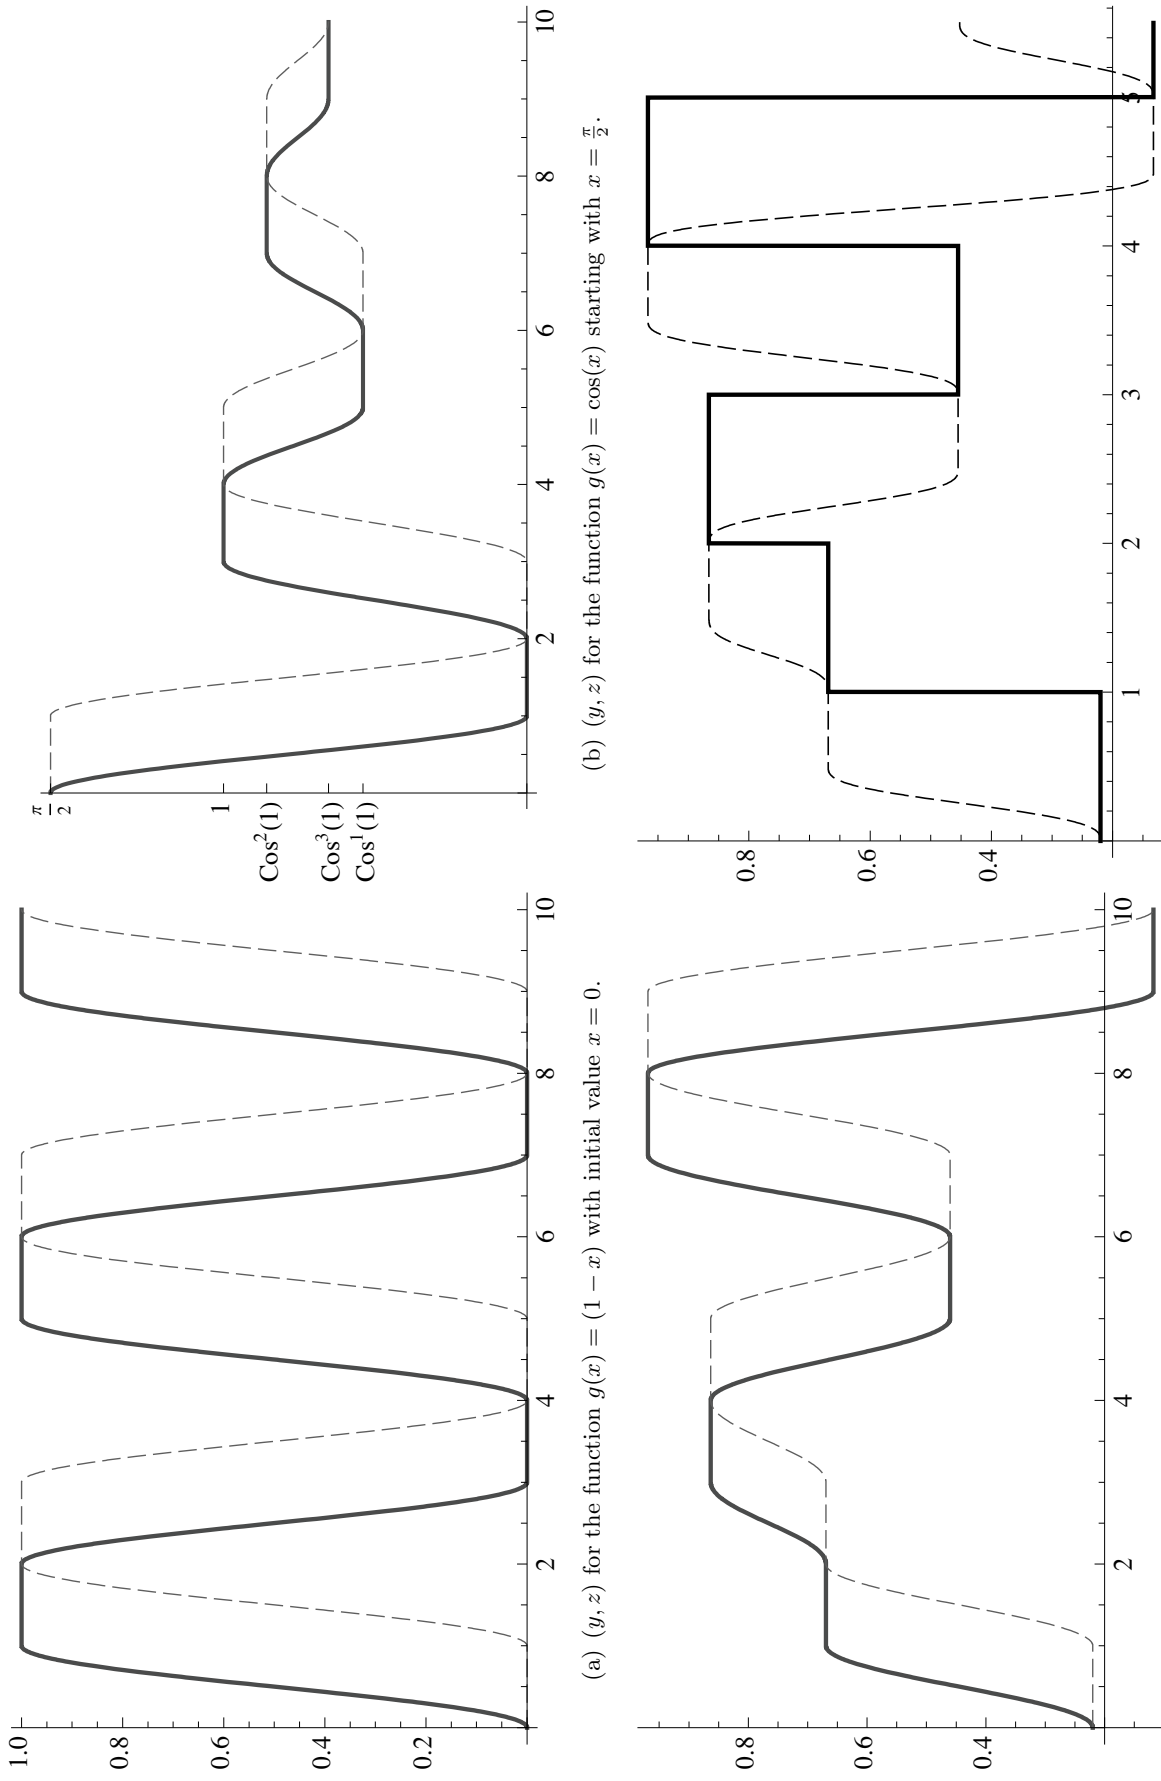 1.0
0.8
0.6
0.4
0.2
2 4 6 8 10
(a) (y, z) for the function g(x) = (1 − x) with initial value x = 0.
π/2
1
Cos²(1)
Cos³(1)
Cos¹(1)
2 4 6 8 10
(b) (y, z) for the function g(x) = cos(x) starting with x = π/2.
0.8
0.6
0.4
2 4 6 8 10
0.8
0.6
0.4
1 2 3 4 5